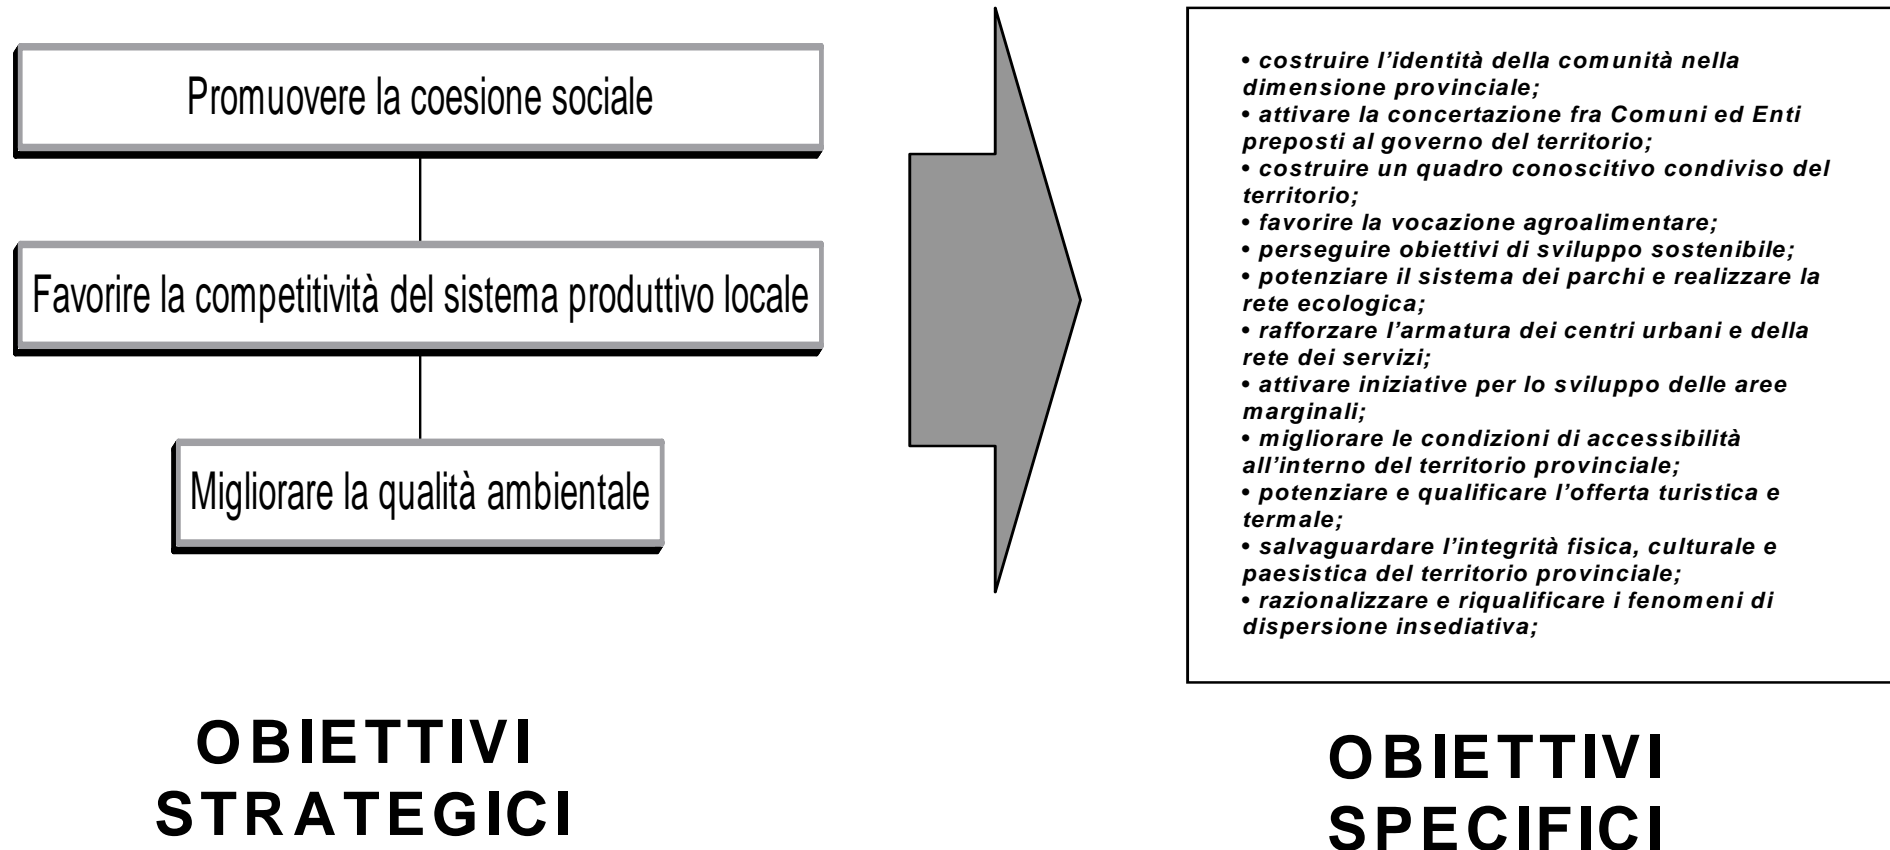 Promuovere la coesione sociale
Favorire la competitività del sistema produttivo locale
Migliorare la qualità ambientale
OBIETTIVI
STRATEGICI
• costruire l’identità della comunità nella
dimensione provinciale;
• attivare la concertazione fra Comuni ed Enti
preposti al governo del territorio;
• costruire un quadro conoscitivo condiviso del
territorio;
• favorire la vocazione agroalimentare;
• perseguire obiettivi di sviluppo sostenibile;
• potenziare il sistema dei parchi e realizzare la
rete ecologica;
• rafforzare l’armatura dei centri urbani e della
rete dei servizi;
• attivare iniziative per lo sviluppo delle aree
marginali;
• migliorare le condizioni di accessibilità
all’interno del territorio provinciale;
• potenziare e qualificare l’offerta turistica e
termale;
• salvaguardare l’integrità fisica, culturale e
paesistica del territorio provinciale;
• razionalizzare e riqualificare i fenomeni di
dispersione insediativa;
OBIETTIVI
SPECIFICI